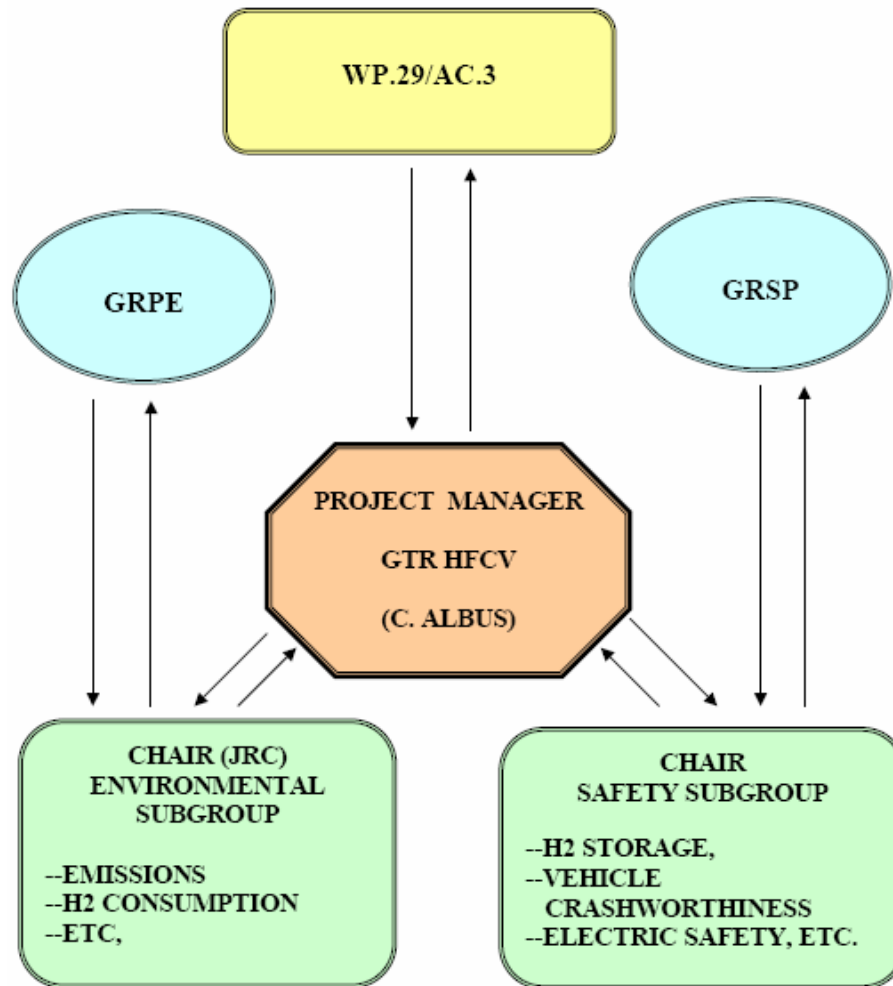 WP.29/AC.3
GRPE
GRSP
PROJECT MANAGER
GTR HFCV
(C. ALBUS)
CHAIR (JRC)
ENVIRONMENTAL
SUBGROUP
--EMISSIONS
--H2 CONSUMPTION
--ETC,
CHAIR
SAFETY SUBGROUP
--H2 STORAGE,
--VEHICLE
CRASHWORTHINESS
--ELECTRIC SAFETY, ETC.